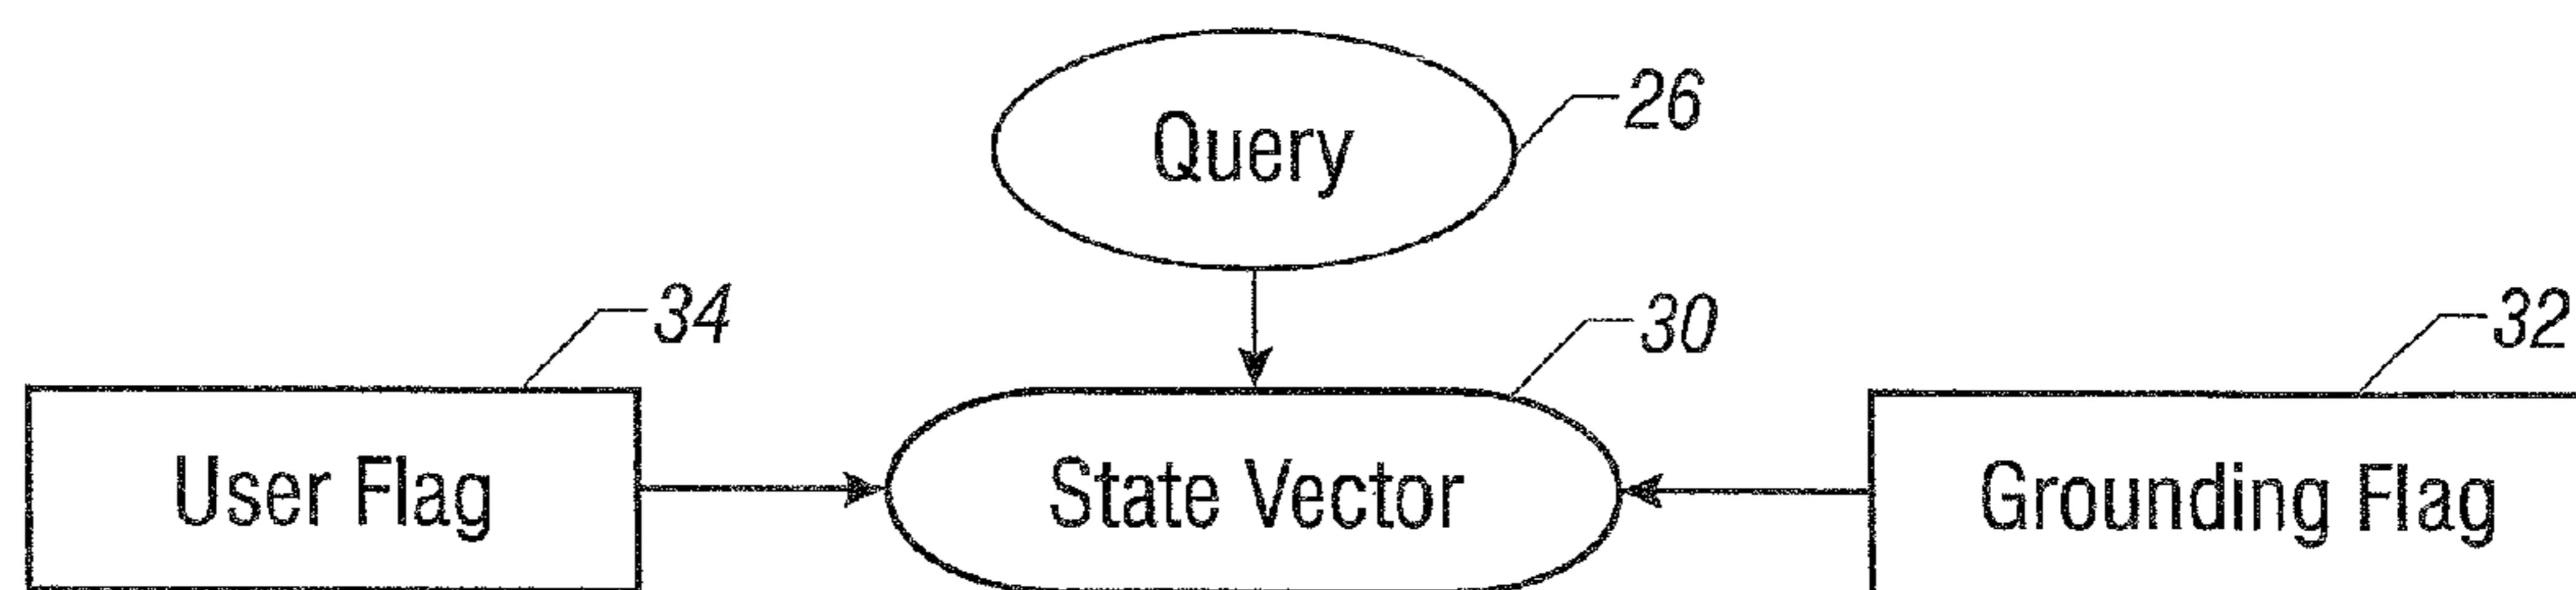 26
Query
34
30
32
User Flag
State Vector
Grounding Flag